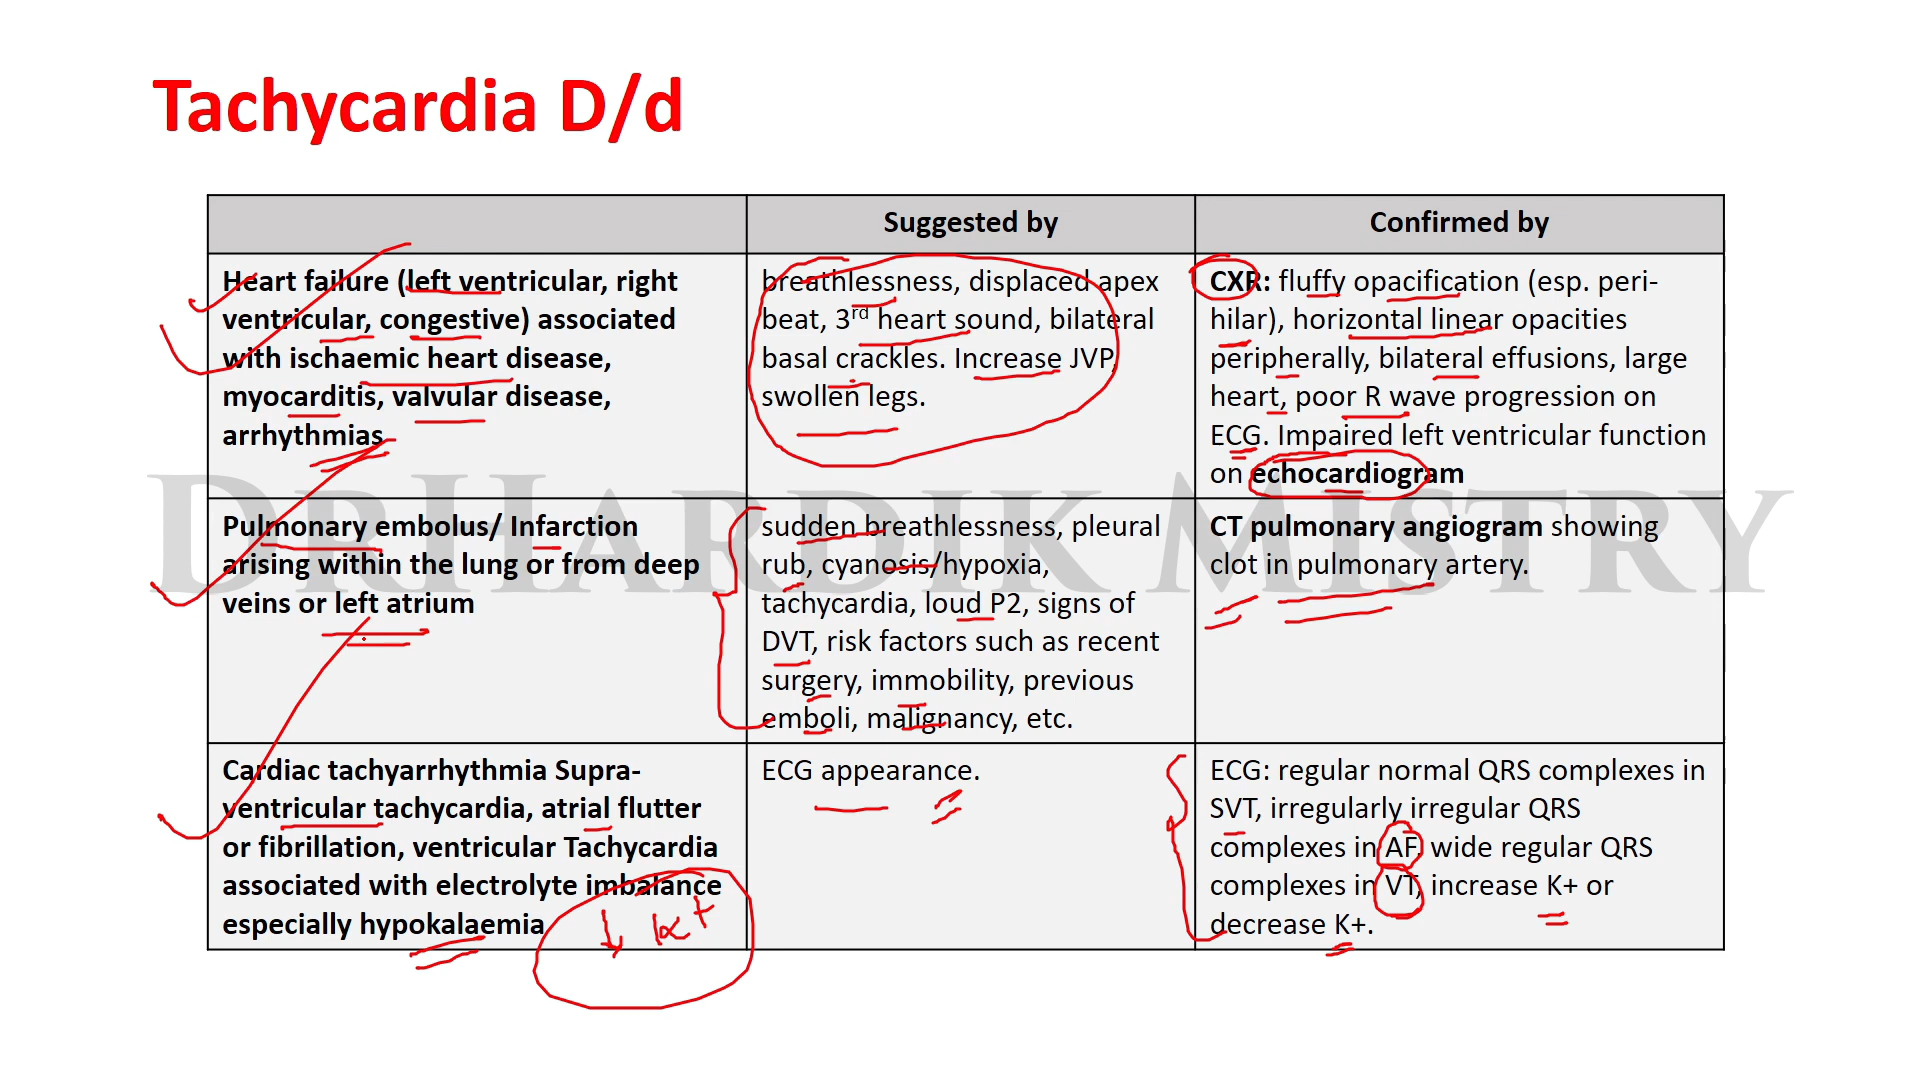 Tachycardia D/d
Suggested by
Confirmed by
Heart failure (left ventricular, right
ventricular, congestive) associated
with ischaemic heart disease,
myocarditis, valvular disease,
arrhythmias
breathlessness, displaced apex
beat, 3rd heart sound, bilateral
basal crackles. Increase JVP,
swollen legs.
CXR: fluffy opacification (esp. peri-
hilar), horizontal linear opacities
peripherally, bilateral effusions, large
heart, poor R wave progression on
ECG. Impaired left ventricular function
on echocardiogram
DRHARDIK MISTRY
Pulmonary embolus/ Infarction
arising within the lung or from deep
veins or left atrium
sudden breathlessness, pleural
rub, cyanosis/hypoxia,
tachycardia, loud P2, signs of
DVT, risk factors such as recent
surgery, immobility, previous
emboli, malignancy, etc.
CT pulmonary angiogram showing
clot in pulmonary artery.
Cardiac tachyarrhythmia Supra-
ventricular tachycardia, atrial flutter
or fibrillation, ventricular Tachycardia
associated with electrolyte imbalance
especially hypokalaemia
↓ K+
ECG appearance.
ECG: regular normal QRS complexes in
SVT, irregularly irregular QRS
complexes in AF, wide regular QRS
complexes in VT, increase K+ or
decrease K+.